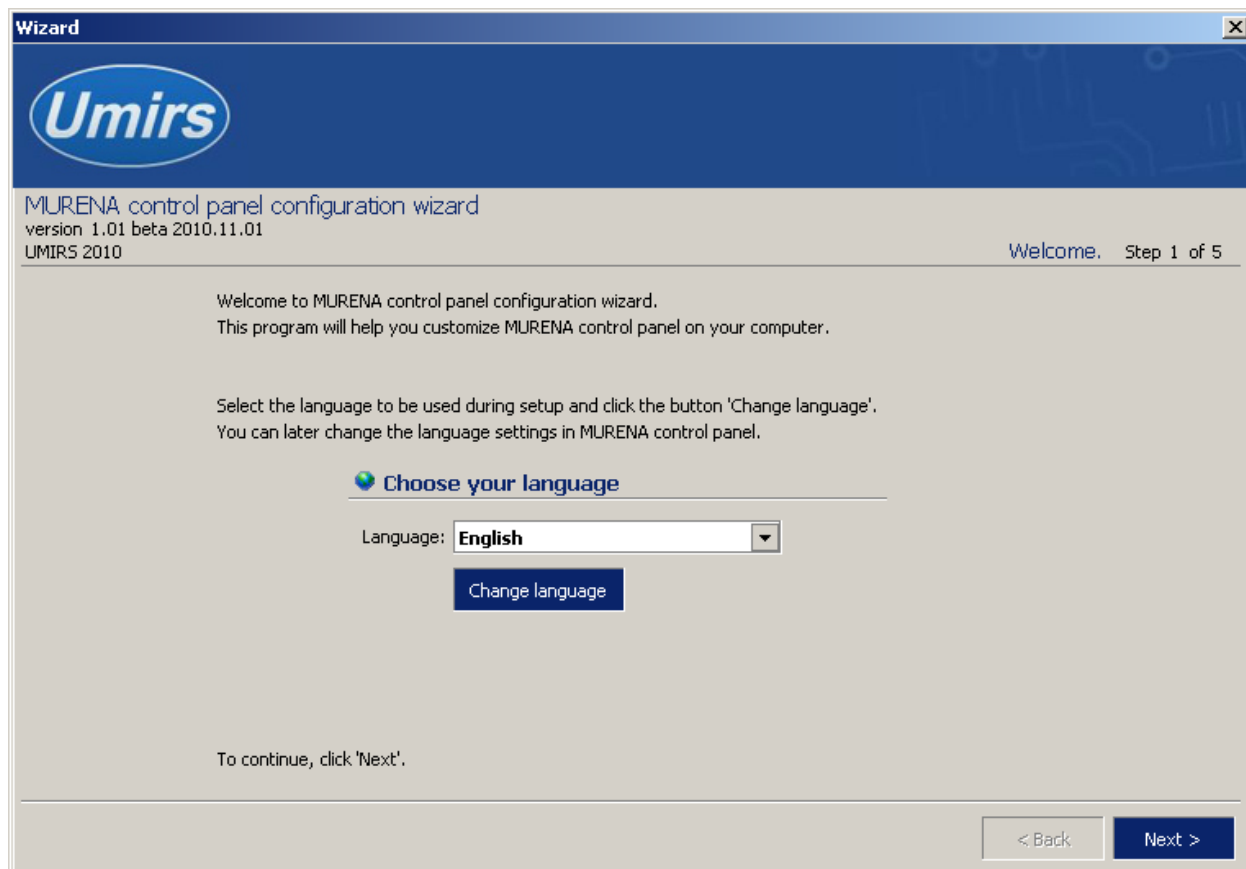 Wizard
Umirs
MURENA control panel configuration wizard
version 1.01 beta 2010.11.01
UMIRS 2010
Welcome. Step 1 of 5
Welcome to MURENA control panel configuration wizard.
This program will help you customize MURENA control panel on your computer.
Select the language to be used during setup and click the button 'Change language'.
You can later change the language settings in MURENA control panel.
Choose your language
Language: English
Change language
To continue, click 'Next'.
< Back Next >